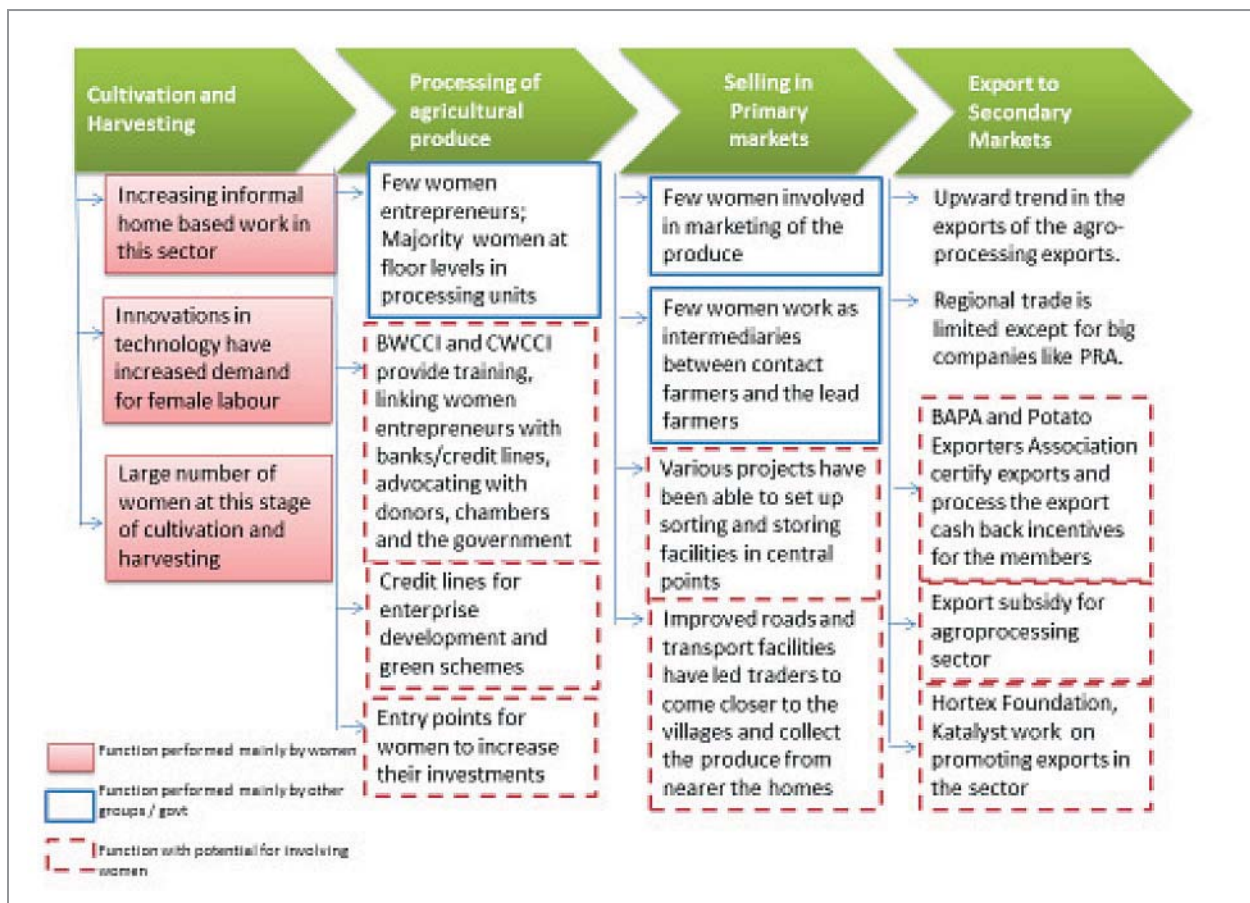 Cultivation and
Harvesting
Processing of
agricultural
produce
Selling in
Primary
markets
Export to
Secondary
Markets
Increasing informal
home based work in
this sector
Innovations in
technology have
increased demand
for female labour
Large number of
women at this stage
of cultivation and
harvesting
Few women
entrepreneurs;
Majority women at
floor levels in
processing units
BWCCI and CWCCI
provide training,
linking women
entrepreneurs with
banks/credit lines,
advocating with
donors, chambers
and the government
Credit lines for
enterprise
development and
green schemes
Entry points for
women to increase
their investments
Few women involved
in marketing of the
produce
Few women work as
intermediaries
between contact
farmers and the lead
farmers
Various projects have
been able to set up
sorting and storing
facilities in central
points
Improved roads and
transport facilities
have led traders to
come closer to the
villages and collect
the produce from
nearer the homes
Upward trend in the
exports of the agro-
processing exports.
Regional trade is
limited except for big
companies like PRA.
BAPA and Potato
Exporters Association
certify exports and
process the export
cash back incentives
for the members
Export subsidy for
agroprocessing
sector
Hortex Foundation,
Katalyst work on
promoting exports in
the sector
Function performed mainly by women
Function performed mainly by other
groups / govt
Function with potential for involving
women